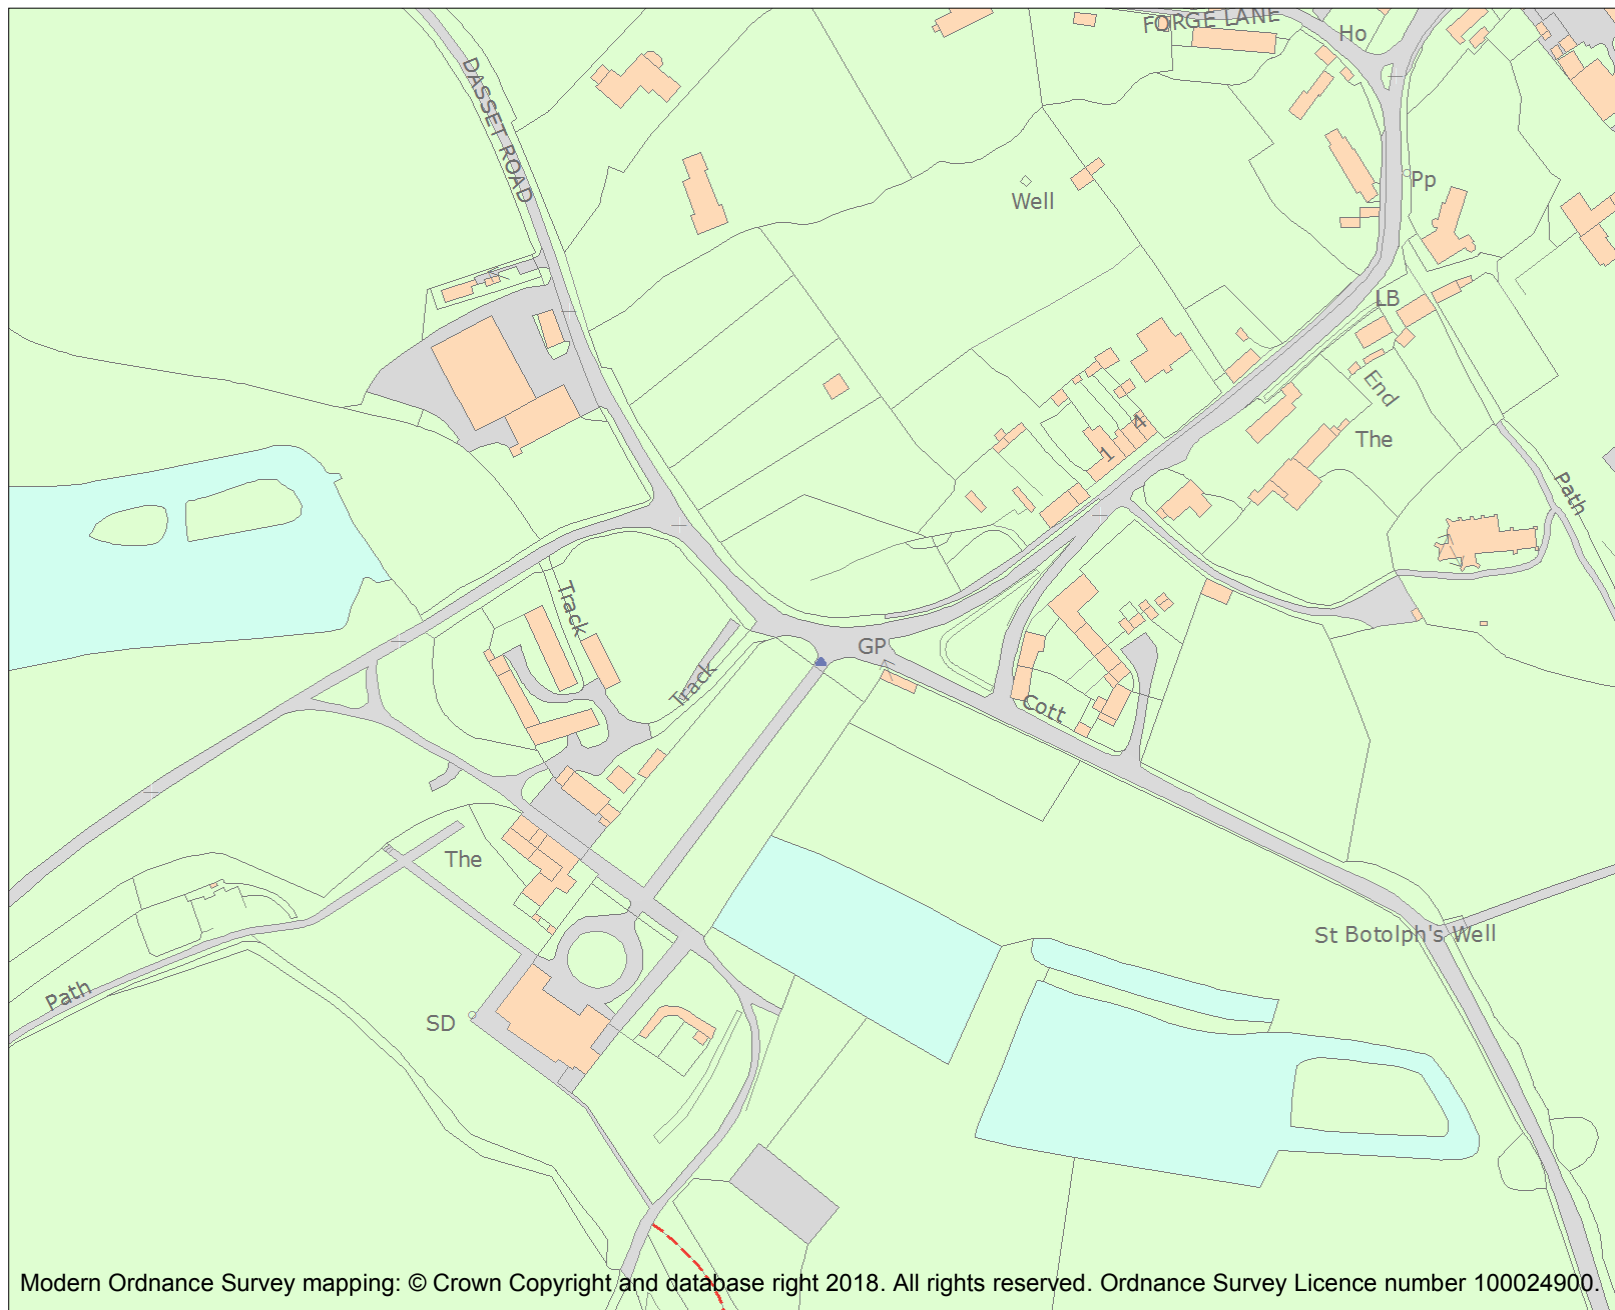 FORGE LANE
Ho
DASSET ROAD
Pp
Well
LB
End
4
The
1
Path
Track
GP
Track
Cott
The
St Botolph's Well
Path
SD
Modern Ordnance Survey mapping: © Crown Copyright and database right 2018. All rights reserved. Ordnance Survey Licence number 100024900.